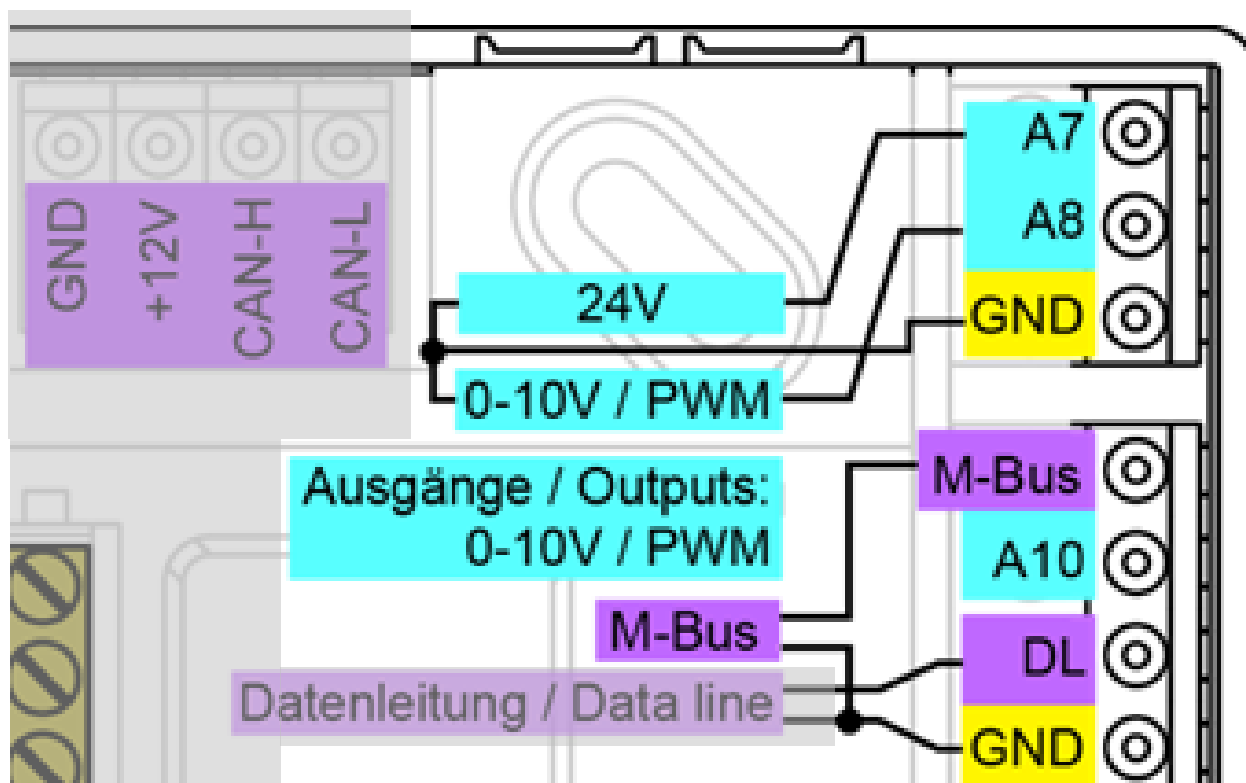 GND
+12V
CAN-H
CAN-L
A7
A8
24V
GND
0-10V / PWM
M-Bus
Ausgänge / Outputs:
0-10V / PWM
A10
M-Bus
DL
Datenleitung / Data line
GND